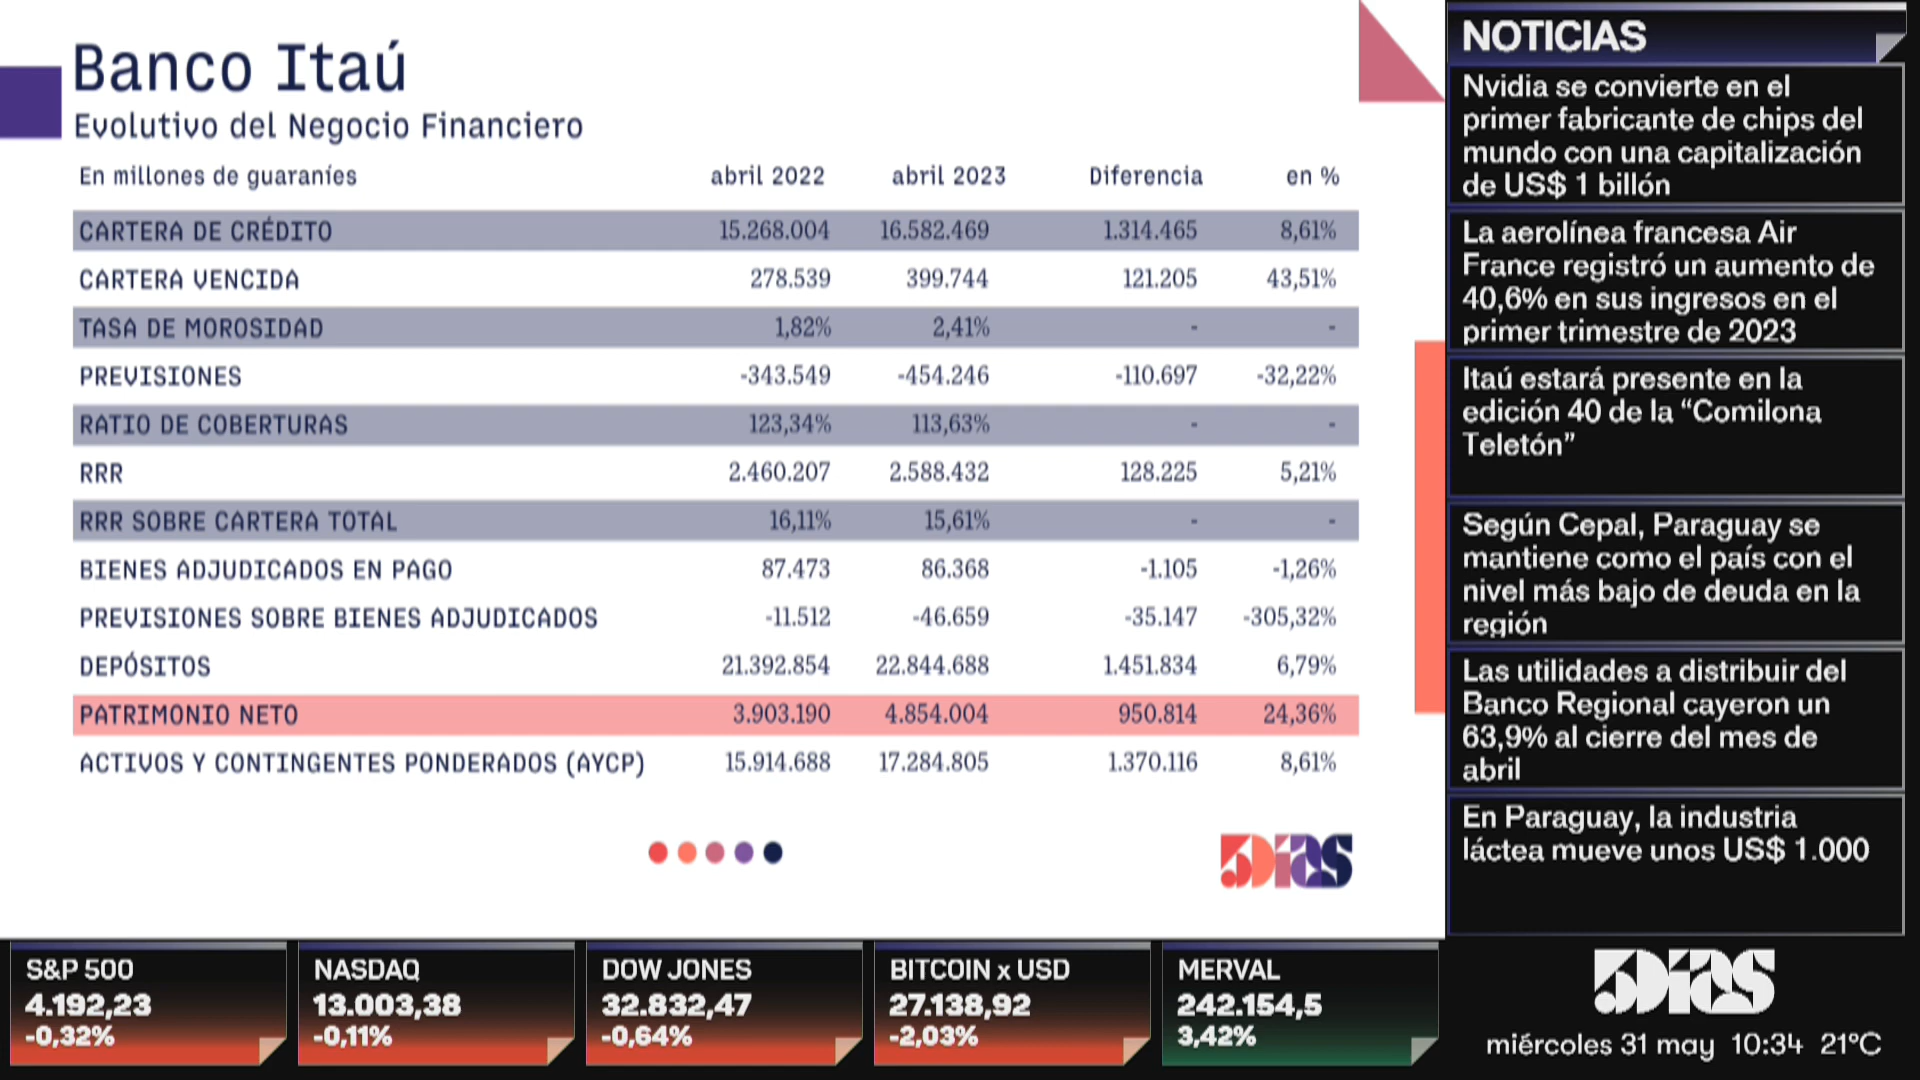 Banco Itaú
Evolutivo del Negocio Financiero
En millones de guaraníes abril 2022 abril 2023 Diferencia en %
CARTERA DE CRÉDITO 15.268.004 16.582.469 1.314.465 8,61%
CARTERA VENCIDA 278.539 399.744 121.205 43,51%
TASA DE MOROSIDAD 1,82% 2,41% - -
PREVISIONES -343.549 -454.246 -110.697 -32,22%
RATIO DE COBERTURAS 123,34% 113,63% - -
RRR 2.460.207 2.588.432 128.225 5,21%
RRR SOBRE CARTERA TOTAL 16,11% 15,61% - -
BIENES ADJUDICADOS EN PAGO 87.473 86.368 -1.105 -1,26%
PREVISIONES SOBRE BIENES ADJUDICADOS -11.512 -46.659 -35.147 -305,32%
DEPÓSITOS 21.392.854 22.844.688 1.451.834 6,79%
PATRIMONIO NETO 3.903.190 4.854.004 950.814 24,36%
ACTIVOS Y CONTINGENTES PONDERADOS (AYCP) 15.914.688 17.284.805 1.370.116 8,61%
5Días
NOTICIAS
Nvidia se convierte en el
primer fabricante de chips del
mundo con una capitalización
de US$ 1 billón
La aerolínea francesa Air
France registró un aumento de
40,6% en sus ingresos en el
primer trimestre de 2023
Itaú estará presente en la
edición 40 de la “Comilona
Teletón”
Según Cepal, Paraguay se
mantiene como el país con el
nivel más bajo de deuda en la
región
Las utilidades a distribuir del
Banco Regional cayeron un
63,9% al cierre del mes de
abril
En Paraguay, la industria
láctea mueve unos US$ 1.000
S&P 500
4.192,23
-0,32%
NASDAQ
13.003,38
-0,11%
DOW JONES
32.832,47
-0,64%
BITCOIN x USD
27.138,92
-2,03%
MERVAL
242.154,5
3,42%
5Días
miércoles 31 may 10:34 21°C